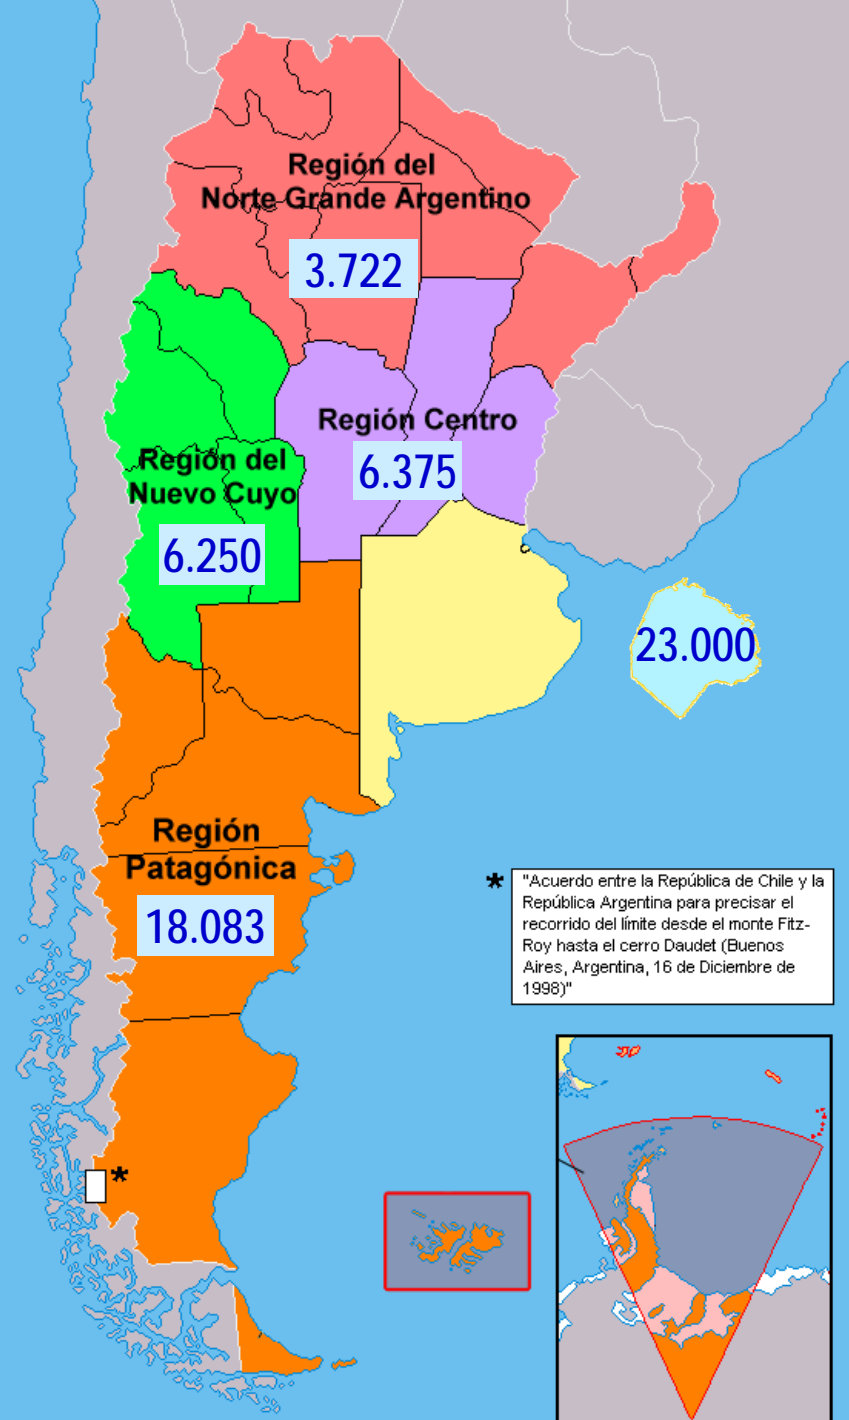 Región del
Norte Grande Argentino
3.722
Región Centro
6.375
Región del
Nuevo Cuyo
6.250
23.000
Región
Patagónica
18.083
* "Acuerdo entre la República de Chile y la
República Argentina para precisar el
recorrido del límite desde el monte Fitz-
Roy hasta el cerro Daudet (Buenos
Aires, Argentina, 16 de Diciembre de
1998)"
*